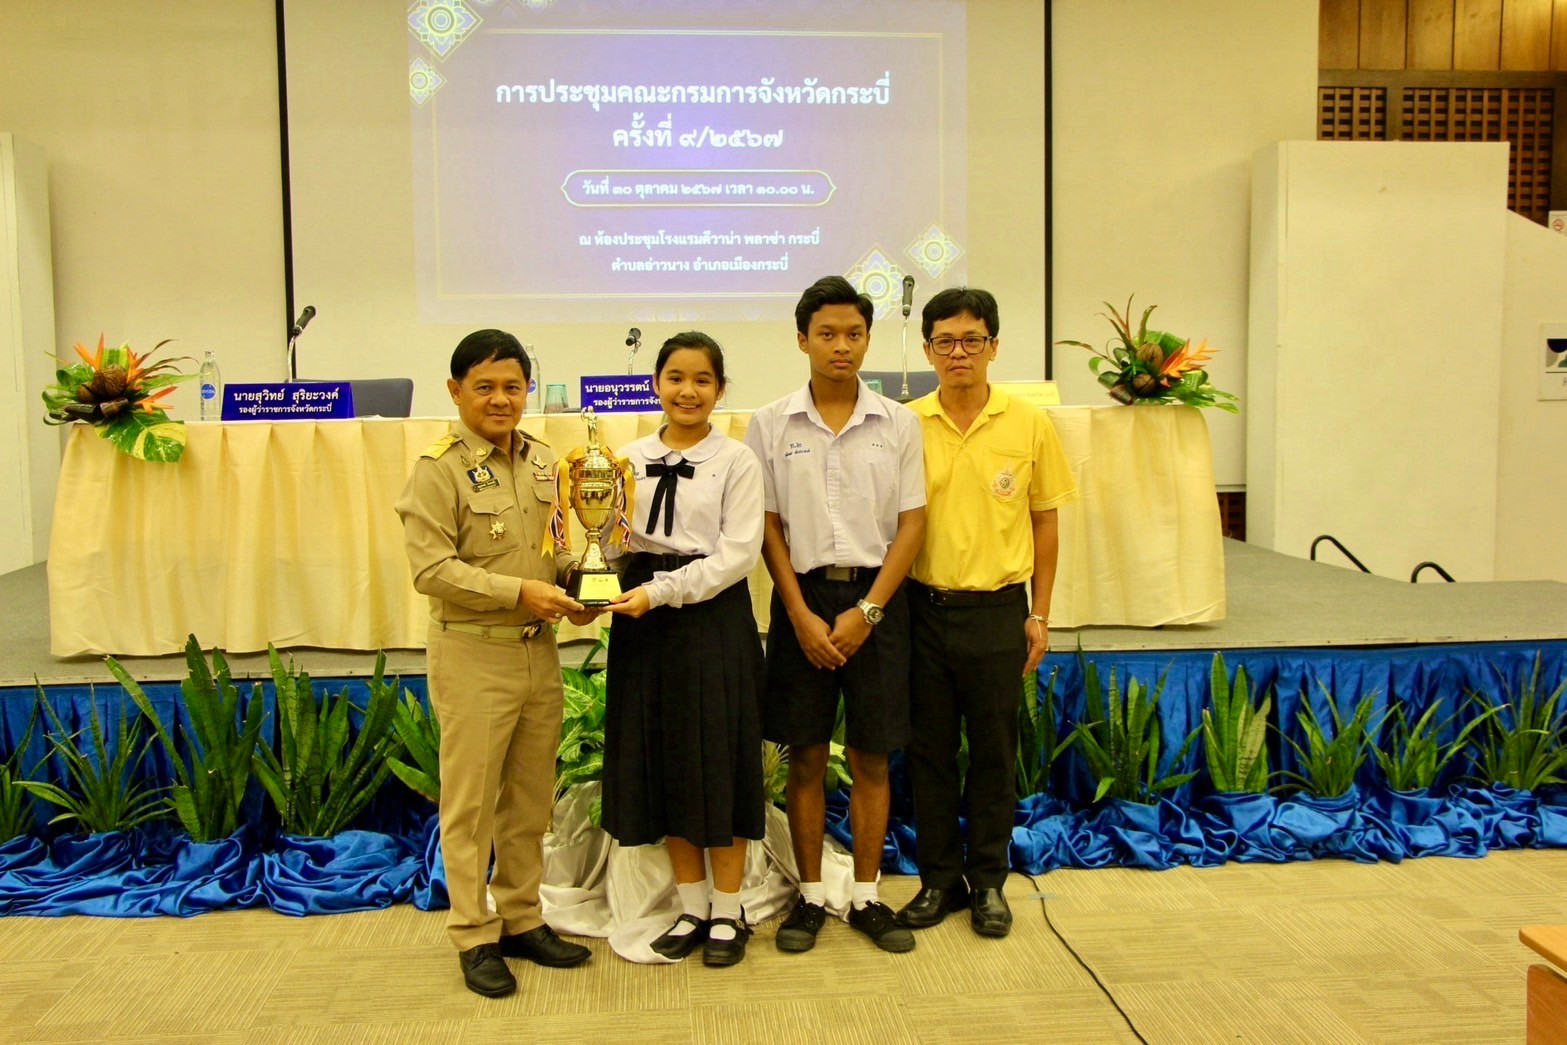 การประชุมคณะกรมการจังหวัดกระบี่
ครั้งที่ ๙/๒๕๖๗
วันที่ ๓๐ ตุลาคม ๒๕๖๗ เวลา ๑๐.๐๐ น.
ณ ห้องประชุมโรงแรมดีวาน่า พลาซ่า กระบี่
ตำบลอ่าวนาง อำเภอเมืองกระบี่
นายสุวิทย์ สุริยะวงค์
รองผู้ว่าราชการจังหวัดกระบี่
นายอนุวรรตน์
รองผู้ว่าราชการจังห